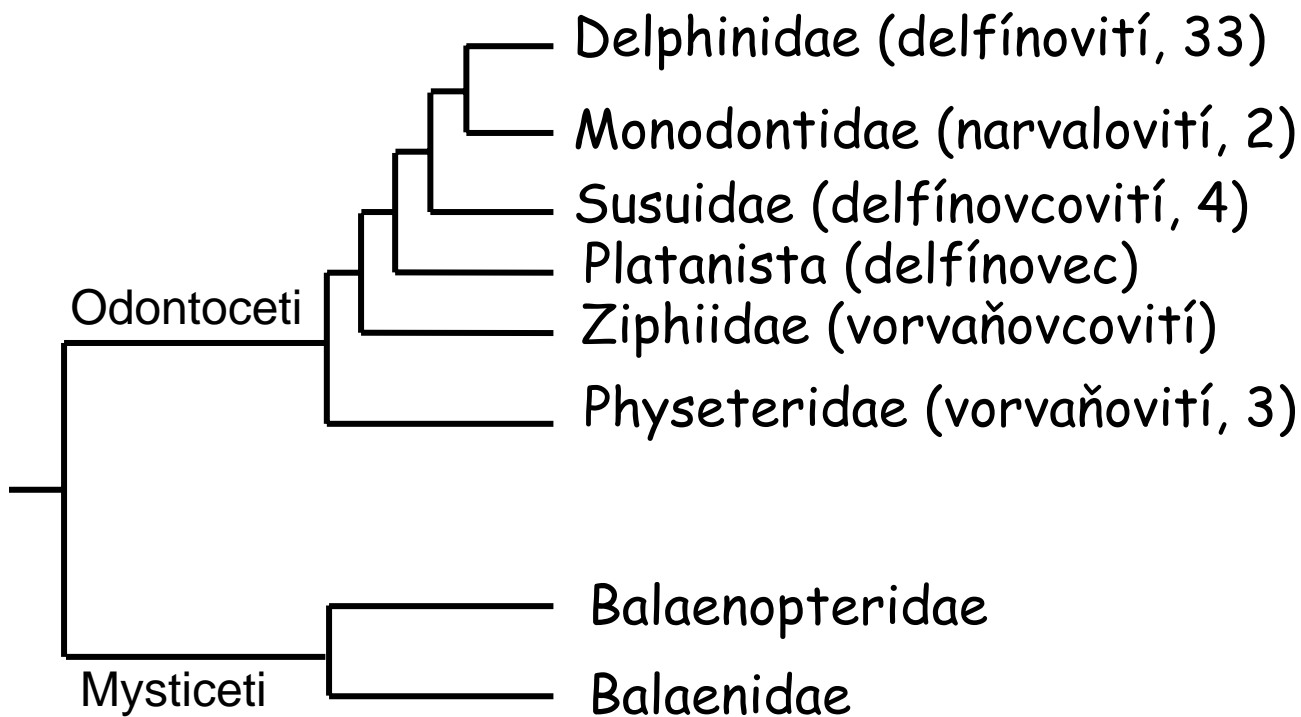 Delphinidae (delfínovití, 33)
Monodontidae (narvalovití, 2)
Susuidae (delfínovcovití, 4)
Platanista (delfínovec)
Odontoceti
Ziphiidae (vorvaňovcovití)
Physeteridae (vorvaňovití, 3)
Balaenopteridae
Mysticeti
Balaenidae